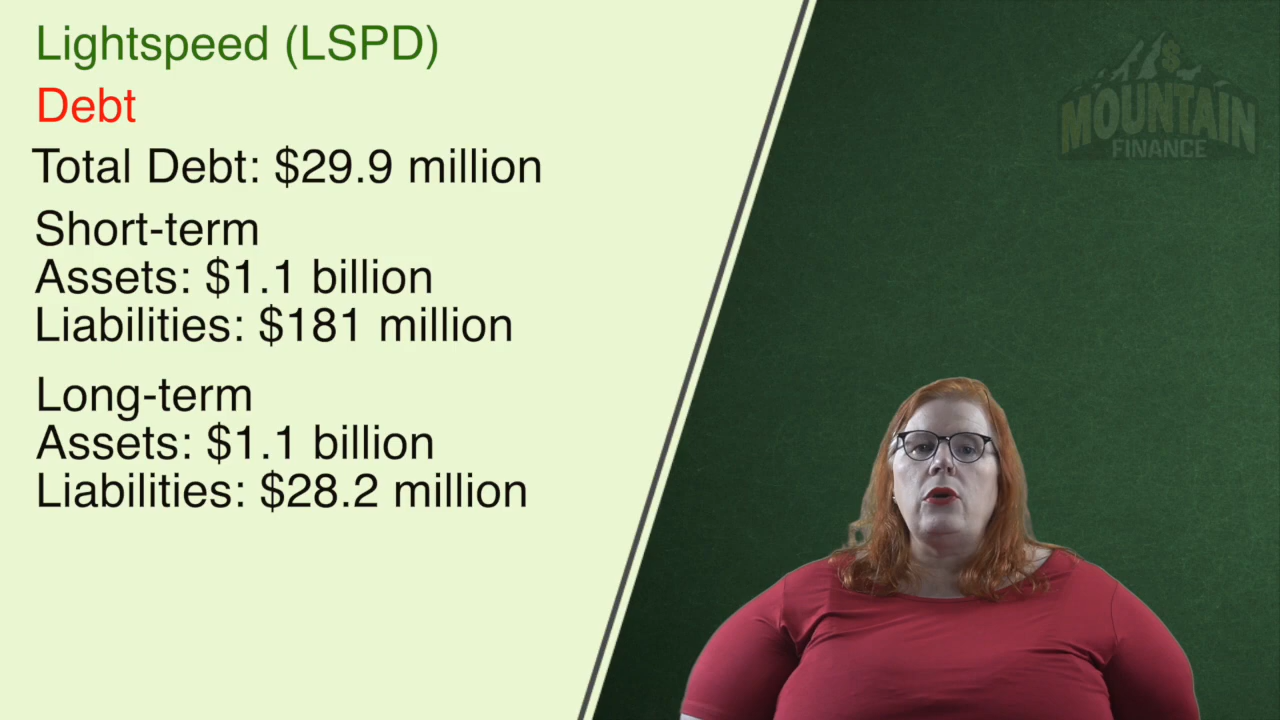 Lightspeed (LSPD)
Debt
Total Debt: $29.9 million
Short-term
Assets: $1.1 billion
Liabilities: $181 million
Long-term
Assets: $1.1 billion
Liabilities: $28.2 million
$
MOUNTAIN
FINANCE